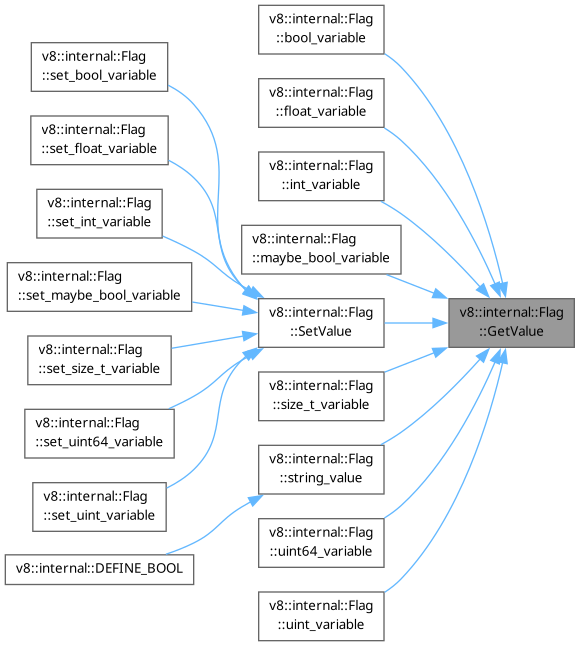 v8::internal::Flag
::set_bool_variable
v8::internal::Flag
::set_float_variable
v8::internal::Flag
::set_int_variable
v8::internal::Flag
::set_maybe_bool_variable
v8::internal::Flag
::set_size_t_variable
v8::internal::Flag
::set_uint64_variable
v8::internal::Flag
::set_uint_variable
v8::internal::DEFINE_BOOL
v8::internal::Flag
::bool_variable
v8::internal::Flag
::float_variable
v8::internal::Flag
::int_variable
v8::internal::Flag
::maybe_bool_variable
v8::internal::Flag
::SetValue
v8::internal::Flag
::size_t_variable
v8::internal::Flag
::string_value
v8::internal::Flag
::uint64_variable
v8::internal::Flag
::uint_variable
v8::internal::Flag
::GetValue